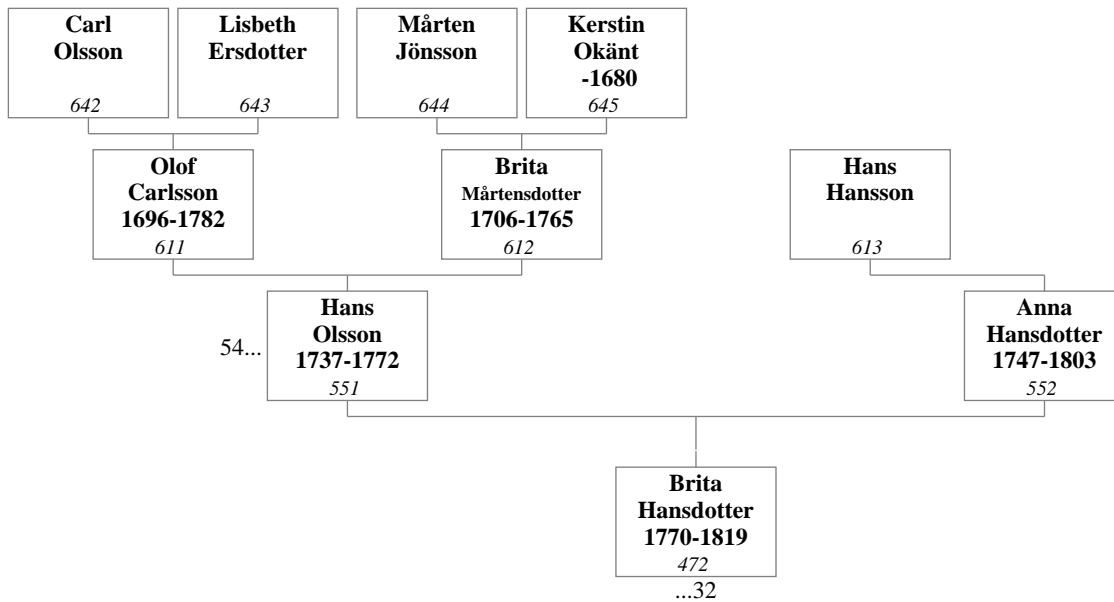 Carl
Olsson
642
Lisbeth
Ersdotter
643
Mårten
Jönsson
644
Kerstin
Okänt
-1680
645
Olof
Carlsson
1696-1782
611
Brita
Mårtensdotter
1706-1765
612
Hans
Hansson
613
54...
Hans
Olsson
1737-1772
551
Anna
Hansdotter
1747-1803
552
Brita
Hansdotter
1770-1819
472
...32